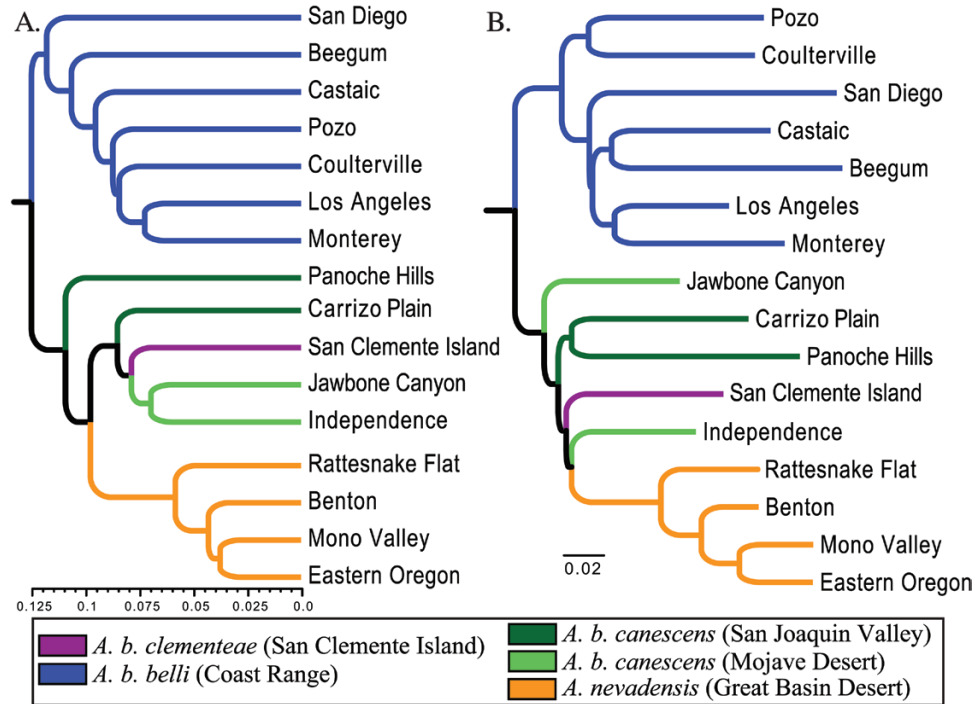 A.
San Diego
Beegum
Castaic
Pozo
Coulterville
Los Angeles
Monterey
Panoche Hills
Carrizo Plain
San Clemente Island
Jawbone Canyon
Independence
Rattesnake Flat
Benton
Mono Valley
Eastern Oregon
0.125 0.1 0.075 0.05 0.025 0.0
B.
Pozo
Coulterville
San Diego
Castaic
Beegum
Los Angeles
Monterey
Jawbone Canyon
Carrizo Plain
Panoche Hills
San Clemente Island
Independence
Rattesnake Flat
Benton
Mono Valley
Eastern Oregon
0.02
A. b. clementeae (San Clemente Island)
A. b. belli (Coast Range)
A. b. canescens (San Joaquin Valley)
A. b. canescens (Mojave Desert)
A. nevadensis (Great Basin Desert)